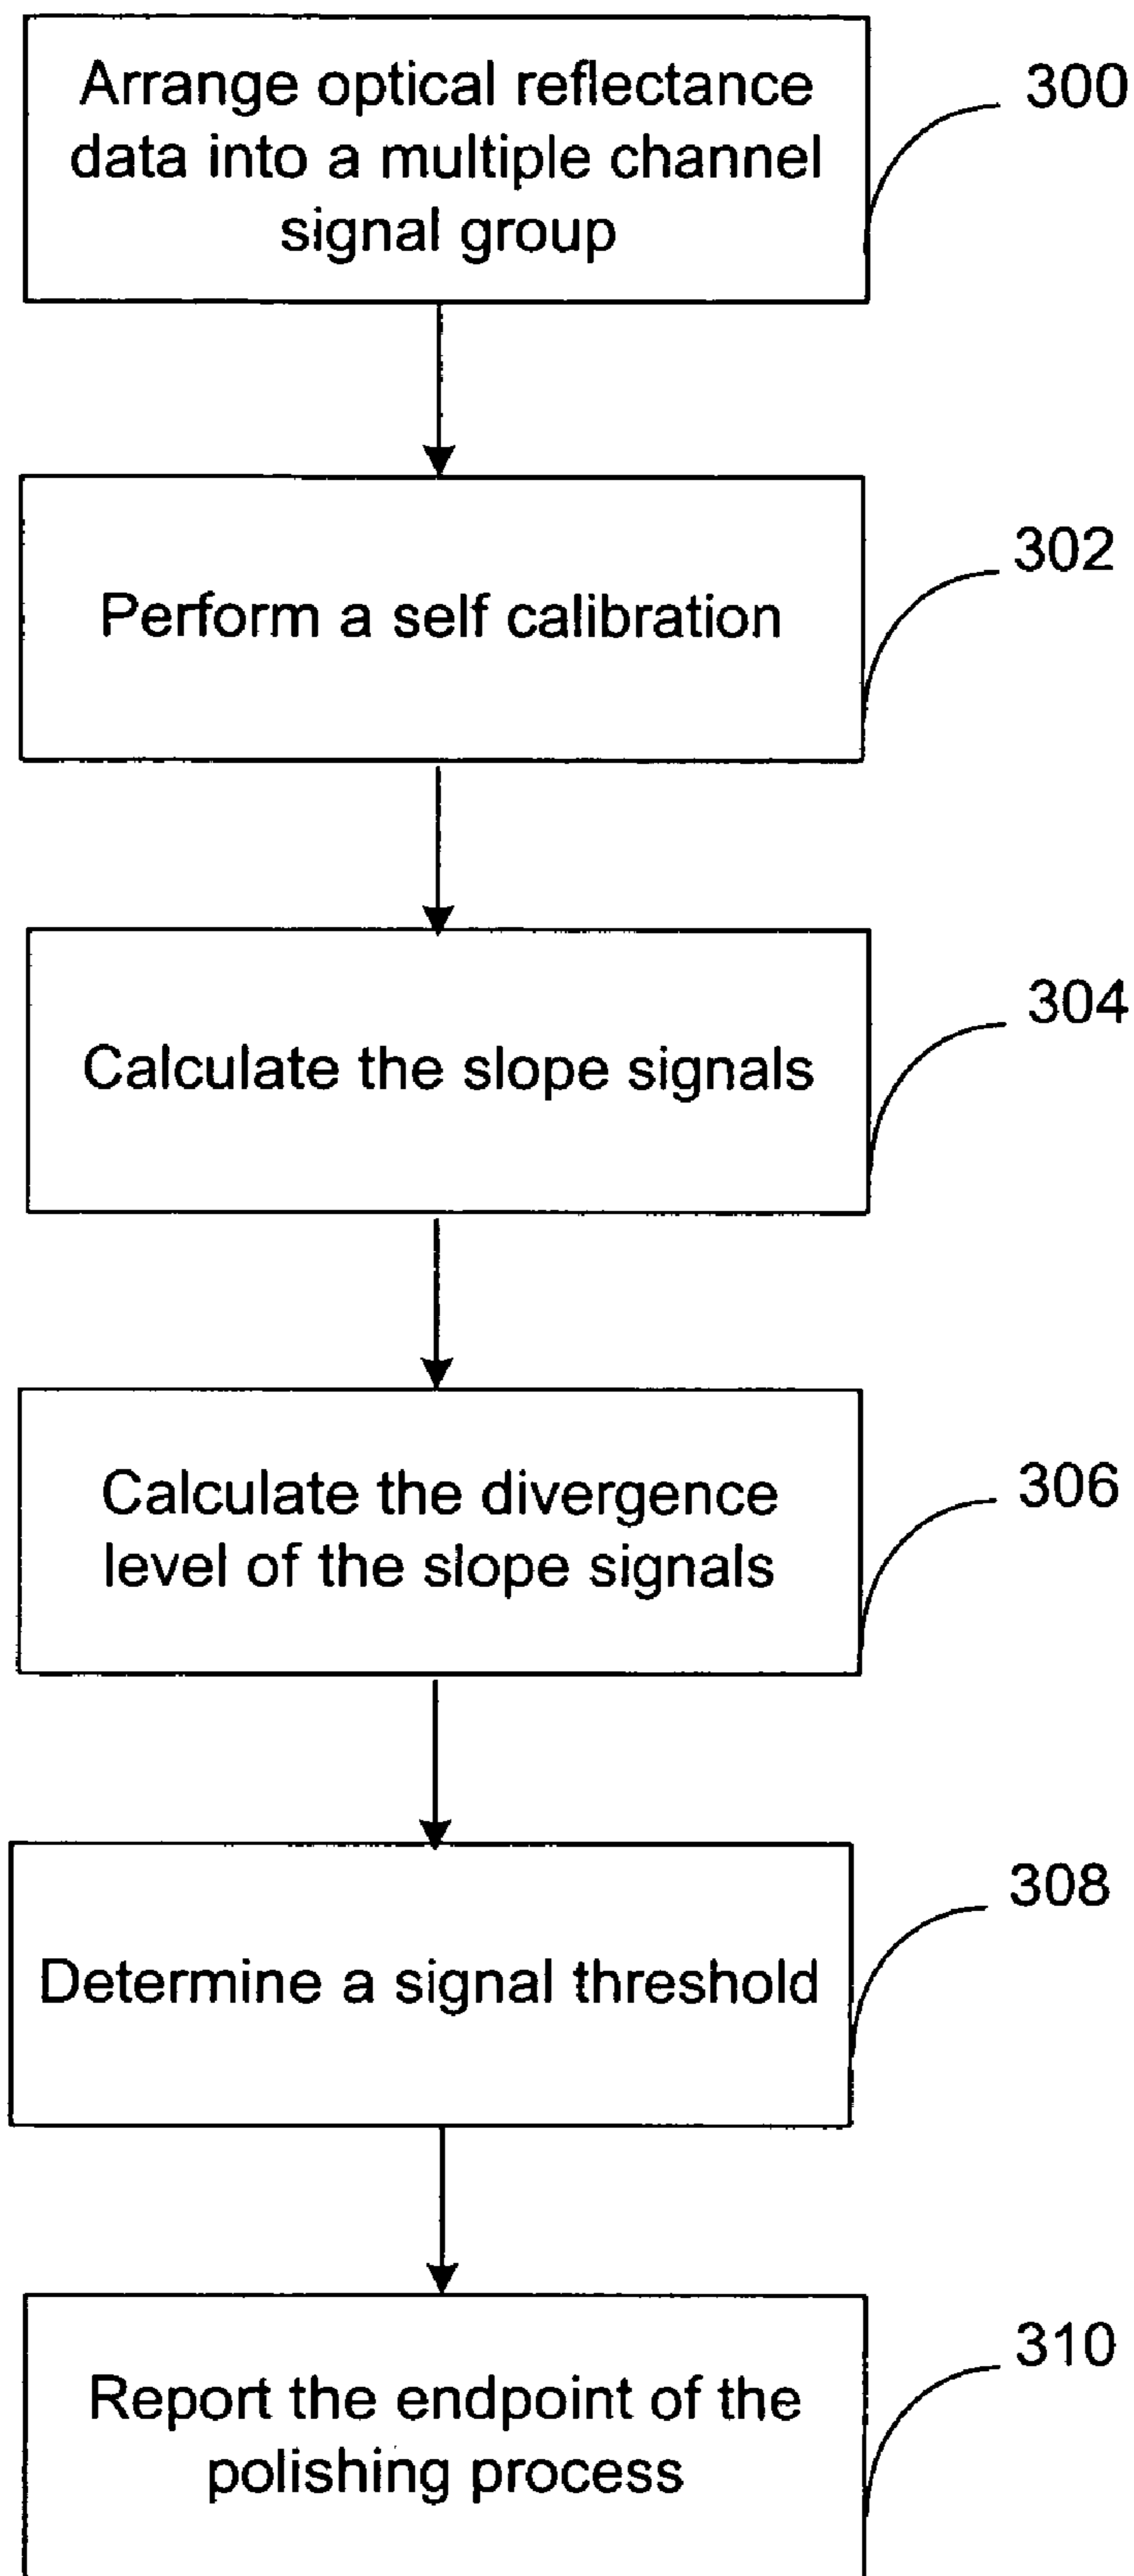 Arrange optical reflectance
data into a multiple channel
signal group
300
Perform a self calibration
302
Calculate the slope signals
304
Calculate the divergence
level of the slope signals
306
Determine a signal threshold
308
Report the endpoint of the
polishing process
310